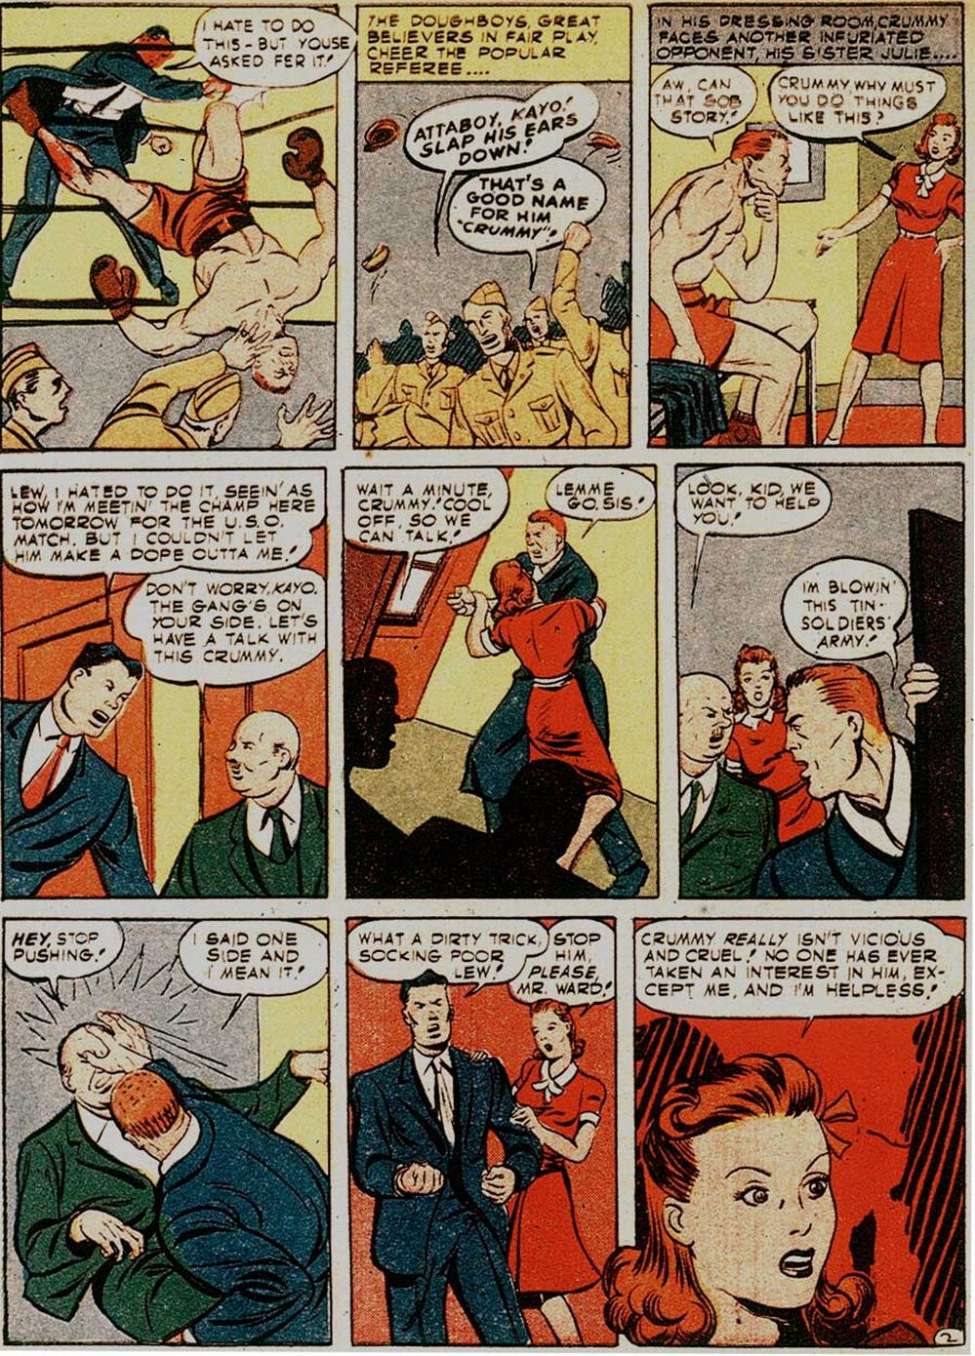 I HATE TO DO
THIS - BUT YOUSE
ASKED FER IT!
THE DOUGHBOYS, GREAT
BELIEVERS IN FAIR PLAY,
CHEER THE POPULAR
REFEREE....
ATTABOY, KAYO!
SLAP HIS EARS
DOWN!
THAT'S A
GOOD NAME
FOR HIM
"CRUMMY"!
IN HIS DRESSING ROOM, CRUMMY
FACES ANOTHER INFURIATED
OPPONENT, HIS SISTER JULIE....
AW, CAN
THAT SOB
STORY!
CRUMMY, WHY MUST
YOU DO THINGS
LIKE THIS?
LEW, I HATED TO DO IT, SEEIN' AS
HOW I'M MEETIN' THE CHAMP HERE
TOMORROW FOR THE U.S.O.
MATCH. BUT I COULDN'T LET
HIM MAKE A DOPE OUTTA ME!
DON'T WORRY, KAYO.
THE GANG'S ON
YOUR SIDE. LET'S
HAVE A TALK WITH
THIS CRUMMY.
WAIT A MINUTE,
CRUMMY! COOL
OFF, SO WE
CAN TALK!
LEMME
GO, SIS!
LOOK, KID, WE
WANT TO HELP
YOU!
I'M BLOWIN'
THIS TIN-
SOLDIERS'
ARMY!
HEY, STOP
PUSHING!
I SAID ONE
SIDE AND
I MEAN IT!
WHAT A DIRTY TRICK,
SOCKING POOR
LEW!
STOP
HIM,
PLEASE,
MR. WARD!
CRUMMY REALLY ISN'T VICIOUS
AND CRUEL! NO ONE HAS EVER
TAKEN AN INTEREST IN HIM, EX-
CEPT ME, AND I'M HELPLESS!
2